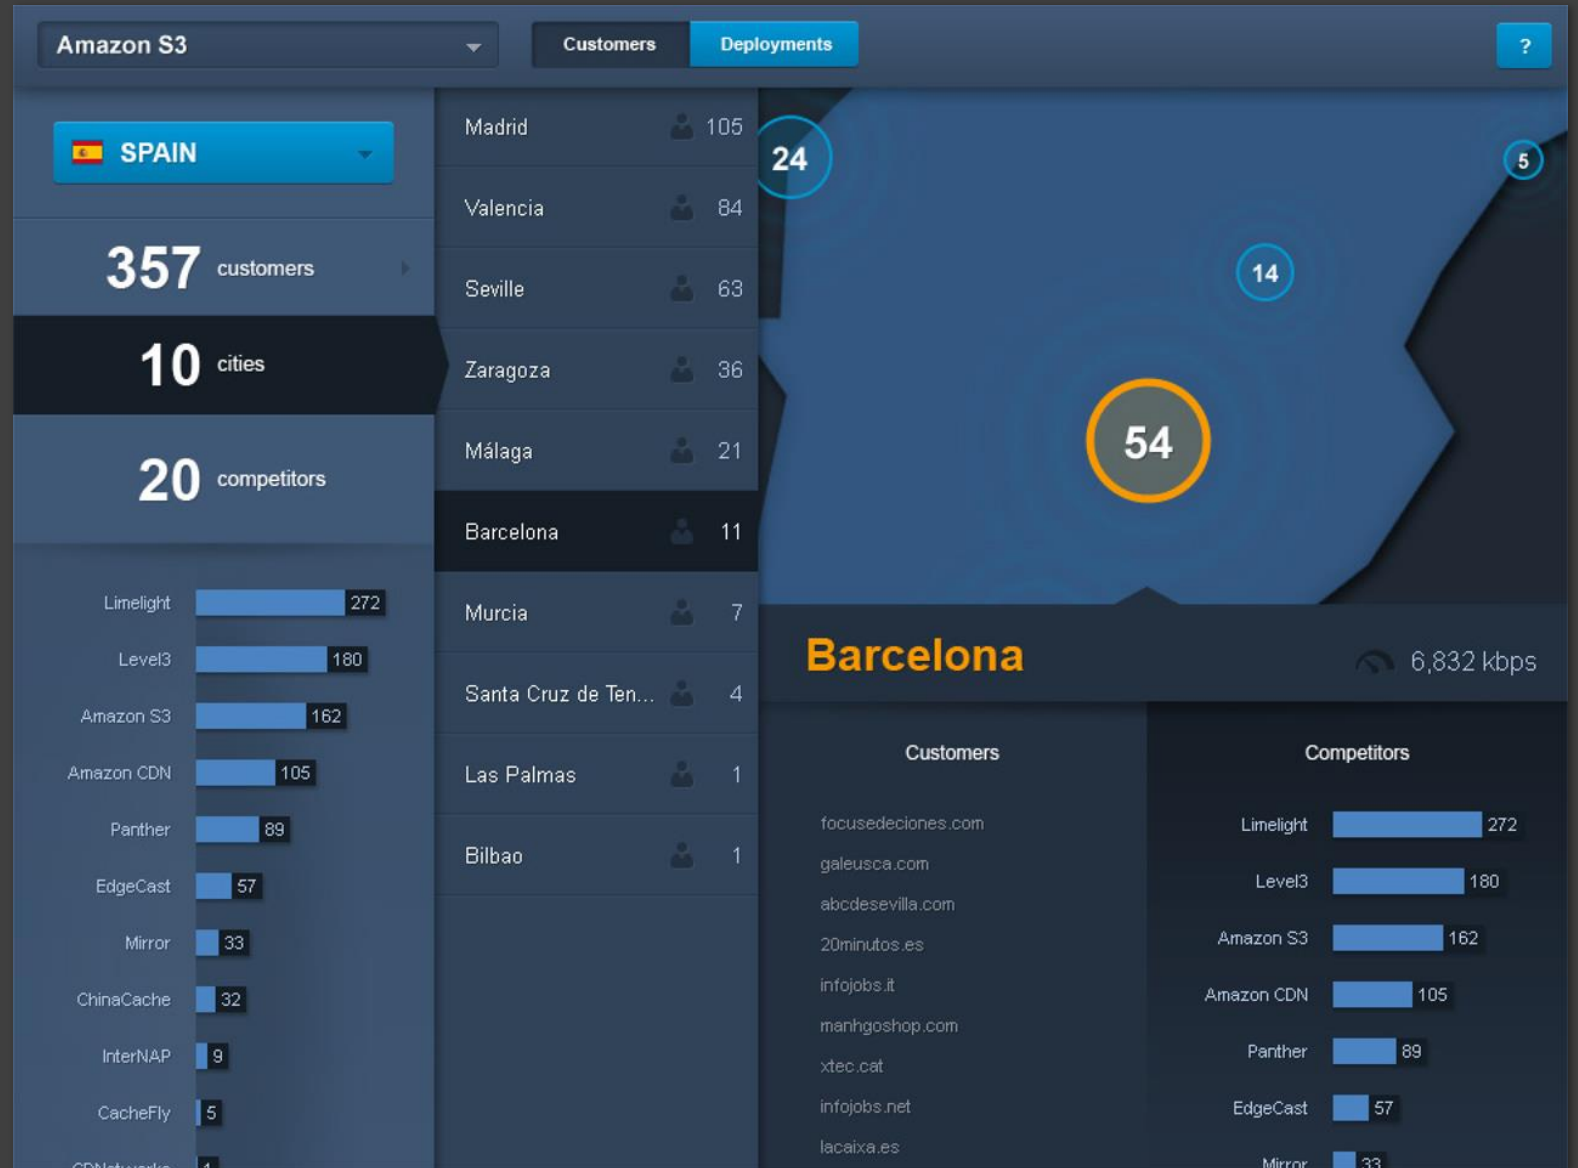 Amazon S3
Customers
Deployments
?
SPAIN
357 customers
10 cities
20 competitors
Limelight 272
Level3 180
Amazon S3 162
Amazon CDN 105
Panther 89
EdgeCast 57
Mirror 33
ChinaCache 32
InterNAP 9
CacheFly 5
CDNetworks 1
Madrid 105
Valencia 84
Seville 63
Zaragoza 36
Málaga 21
Barcelona 11
Murcia 7
Santa Cruz de Ten... 4
Las Palmas 1
Bilbao 1
24
5
14
54
Barcelona
6,832 kbps
Customers
focusedeciones.com
galeusca.com
abcdesevilla.com
20minutos.es
infojobs.it
manhgoshop.com
xtec.cat
infojobs.net
lacaixa.es
Competitors
Limelight 272
Level3 180
Amazon S3 162
Amazon CDN 105
Panther 89
EdgeCast 57
Mirror 33